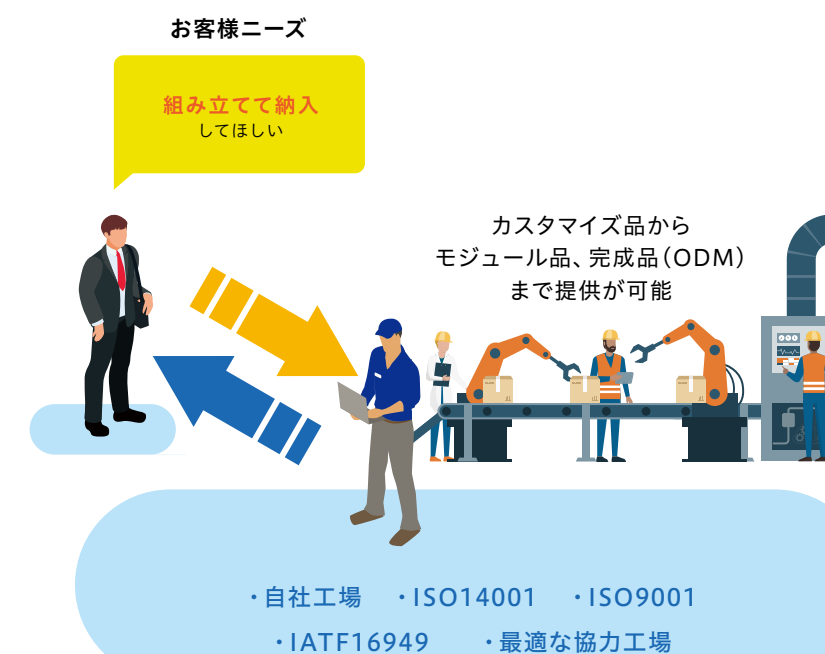 お客様ニーズ
組み立てて納入
してほしい
カスタマイズ品から
モジュール品、完成品（ODM）
まで提供が可能
・自社工場　・ISO14001　・ISO9001
・IATF16949　・最適な協力工場